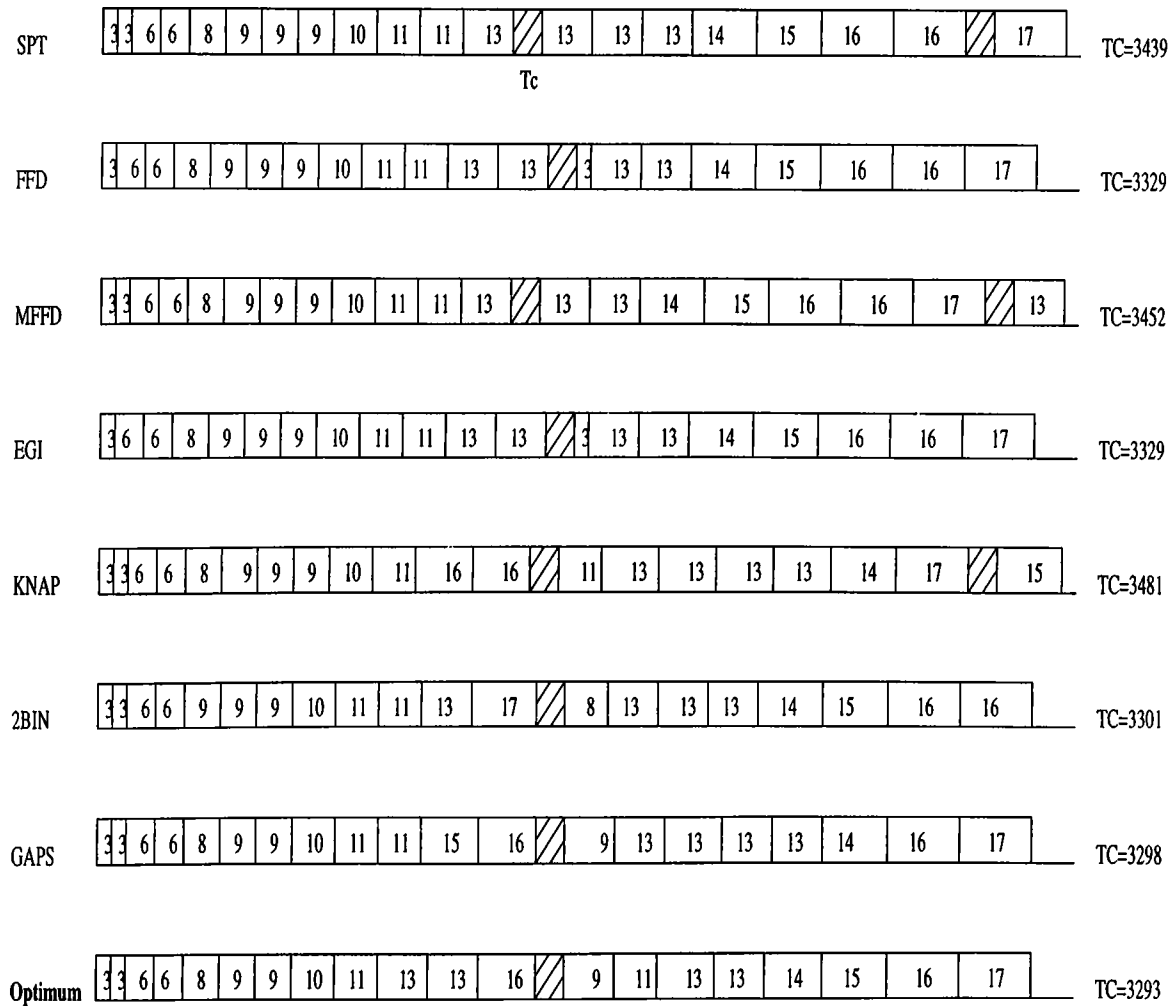 SPT 3 3 6 6 8 9 9 9 10 11 11 13 13 13 13 14 15 16 16 17 TC=3439
Tc
FFD 3 6 6 8 9 9 9 10 11 11 13 13 3 13 13 14 15 16 16 17 TC=3329
MFFD 3 3 6 6 8 9 9 9 10 11 11 13 13 13 14 15 16 16 17 13 TC=3452
EGI 3 6 6 8 9 9 9 10 11 11 13 13 3 13 13 14 15 16 16 17 TC=3329
KNAP 3 3 6 6 8 9 9 9 10 11 16 16 11 13 13 13 13 14 17 15 TC=3481
2BIN 3 3 6 6 9 9 9 10 11 11 13 17 8 13 13 13 14 15 16 16 TC=3301
GAPS 3 3 6 6 8 9 9 10 11 11 15 16 9 13 13 13 13 14 16 17 TC=3298
Optimum 3 3 6 6 8 9 9 10 11 13 13 16 9 11 13 13 14 15 16 17 TC=3293